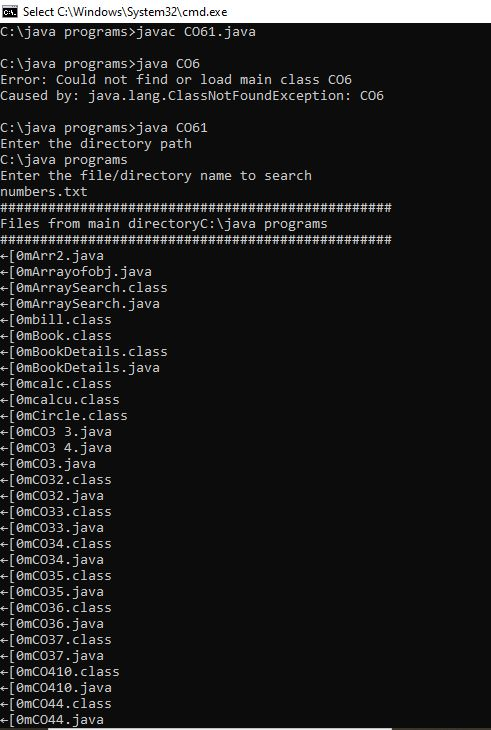 Select C:\Windows\System32\cmd.exe
C:\java programs>javac CO61.java
C:\java programs>java CO6
Error: Could not find or load main class CO6
Caused by: java.lang.ClassNotFoundException: CO6
C:\java programs>java CO61
Enter the directory path
C:\java programs
Enter the file/directory name to search
numbers.txt
#################################################
Files from main directoryC:\java programs
#################################################
←[0mArr2.java
←[0mArrayofobj.java
←[0mArraySearch.class
←[0mArraySearch.java
←[0mbill.class
←[0mBook.class
←[0mBookDetails.class
←[0mBookDetails.java
←[0mcalc.class
←[0mcalcu.class
←[0mCircle.class
←[0mCO3 3.java
←[0mCO3 4.java
←[0mCO3.java
←[0mCO32.class
←[0mCO32.java
←[0mCO33.class
←[0mCO33.java
←[0mCO34.class
←[0mCO34.java
←[0mCO35.class
←[0mCO35.java
←[0mCO36.class
←[0mCO36.java
←[0mCO37.class
←[0mCO37.java
←[0mCO410.class
←[0mCO410.java
←[0mCO44.class
←[0mCO44.java